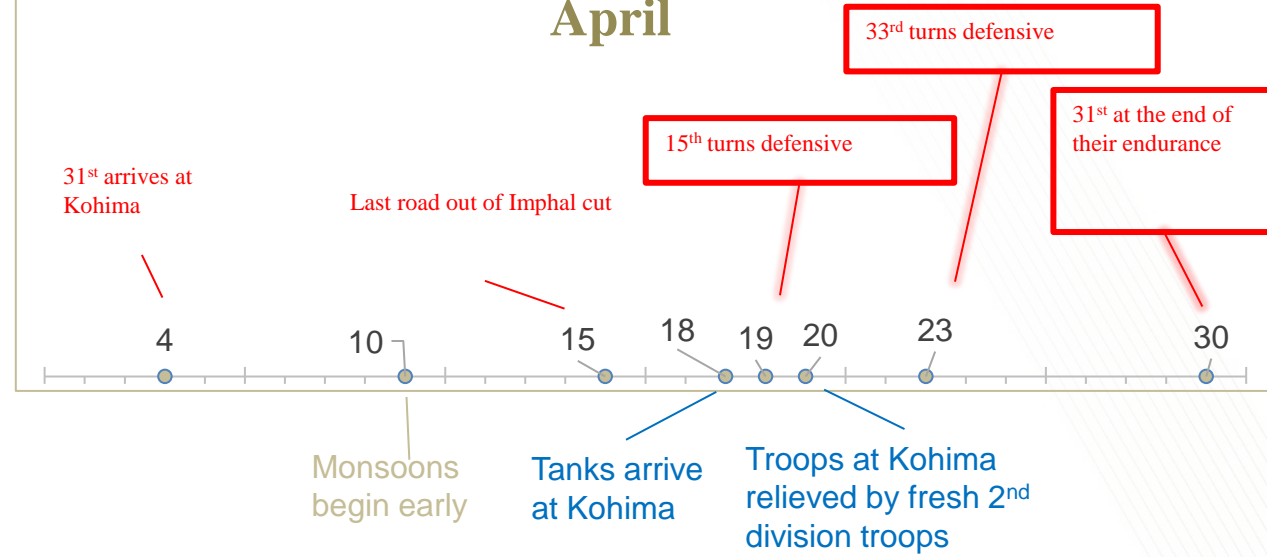 April
33rd turns defensive
31st at the end of
their endurance
15th turns defensive
31st arrives at
Kohima
Last road out of Imphal cut
4
10
15
18
19
20
23
30
Monsoons
begin early
Tanks arrive
at Kohima
Troops at Kohima
relieved by fresh 2nd
division troops